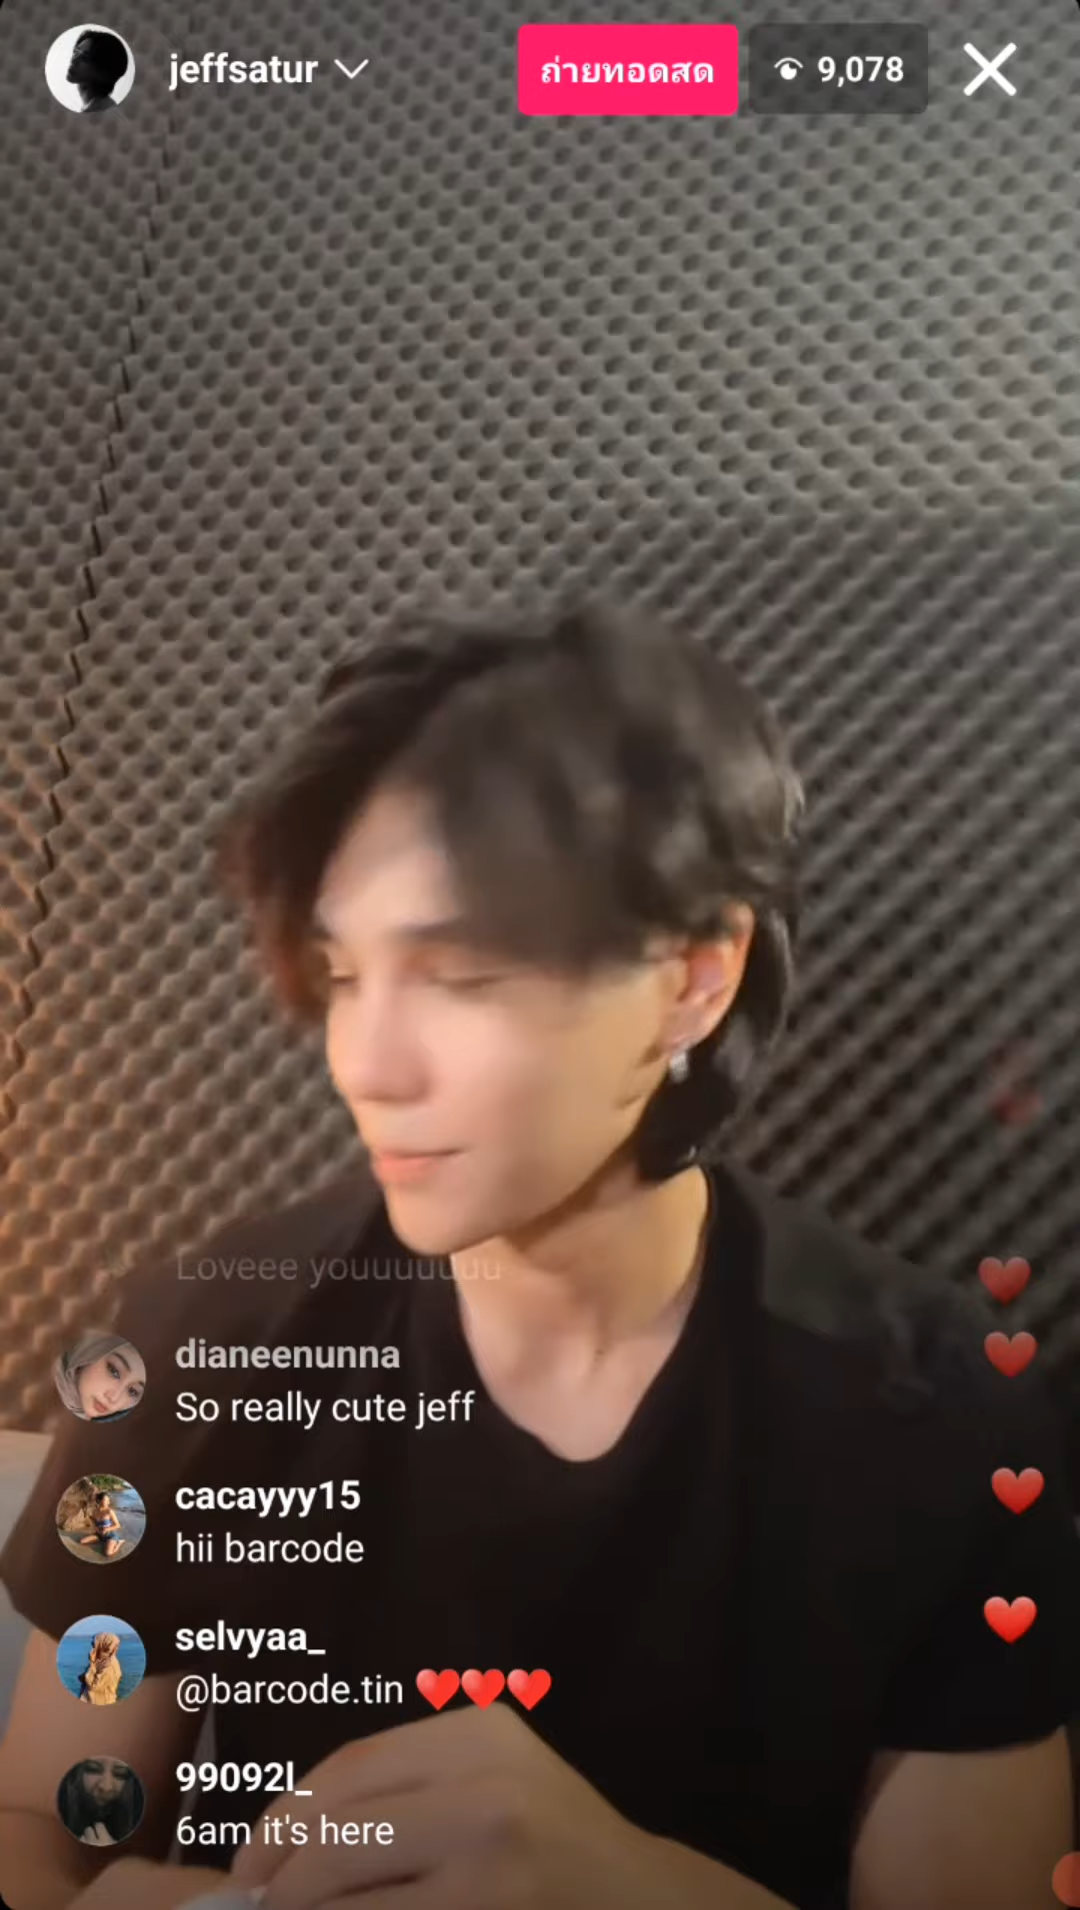 jeffsatur
ถ่ายทอดสด
9,078
Loveee youuuuuuu
dianeenunna
So really cute jeff
cacayyy15
hii barcode
selvyaa_
@barcode.tin ❤️❤️❤️
99092l_
6am it's here